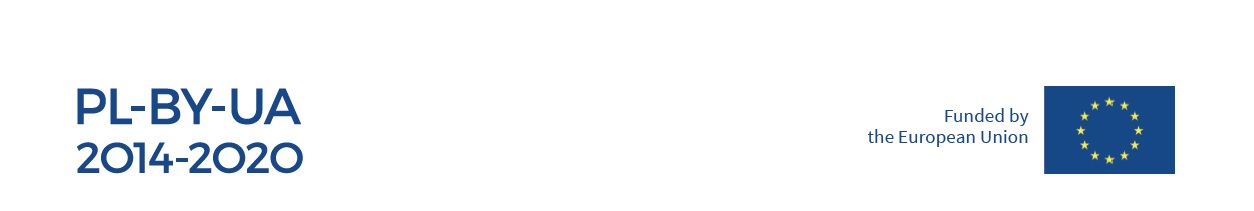 PL-BY-UA
2014-2020
Funded by
the European Union